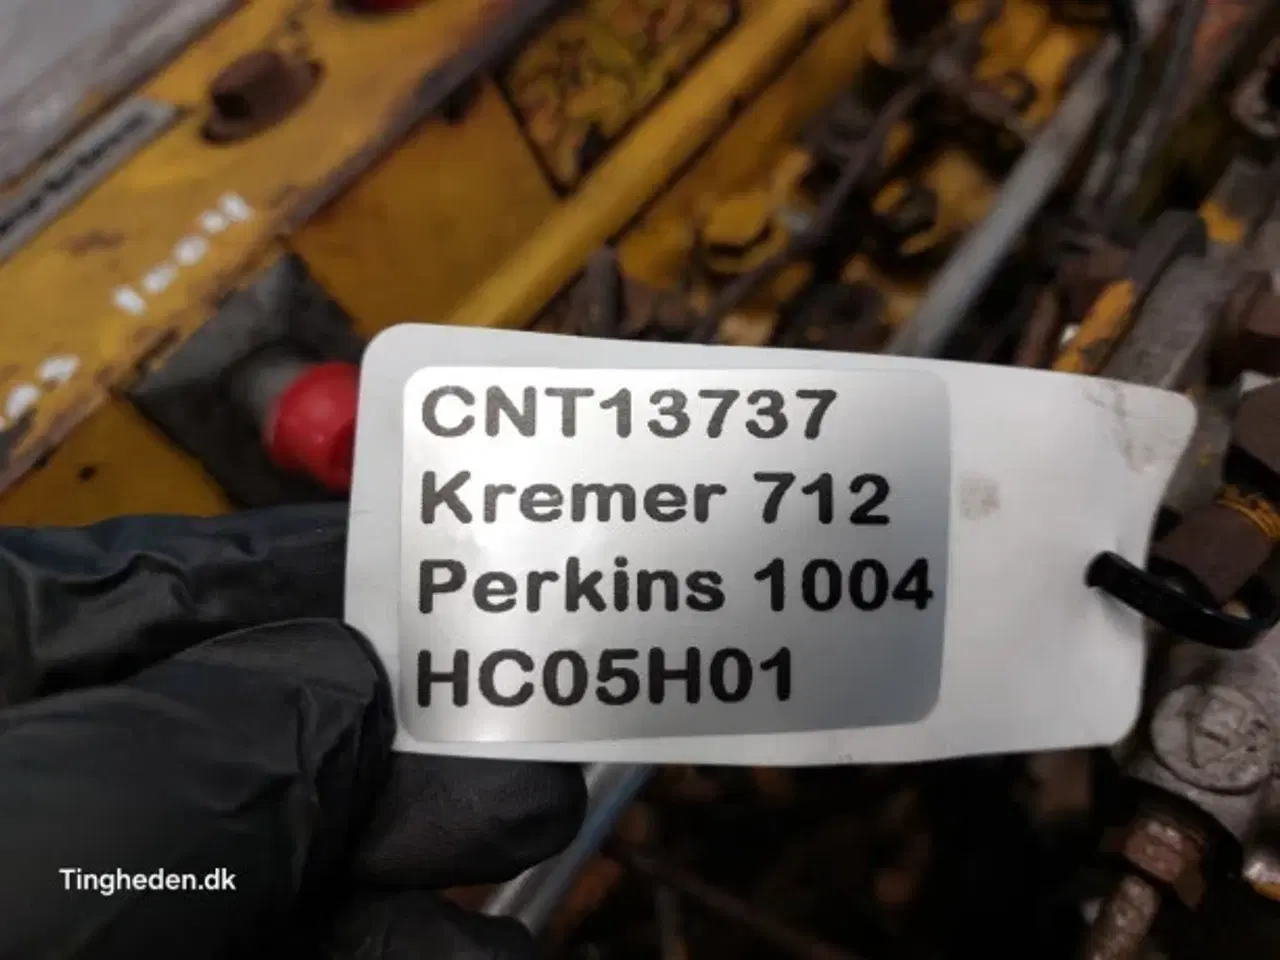 CNT13737
Kremer 712
Perkins 1004
HC05H01
Tingheden.dk